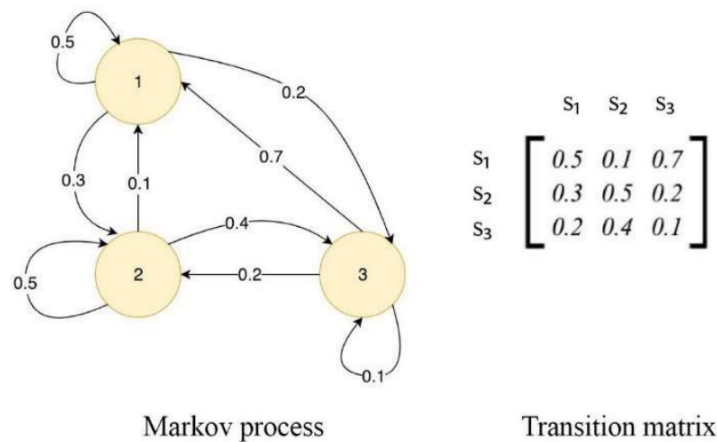 0.5
1
0.2
0.7
0.3
0.1
0.4
0.5
2
0.2
3
0.1
S1 S2 S3
S1 0.5 0.1 0.7
S2 0.3 0.5 0.2
S3 0.2 0.4 0.1
Markov process
Transition matrix